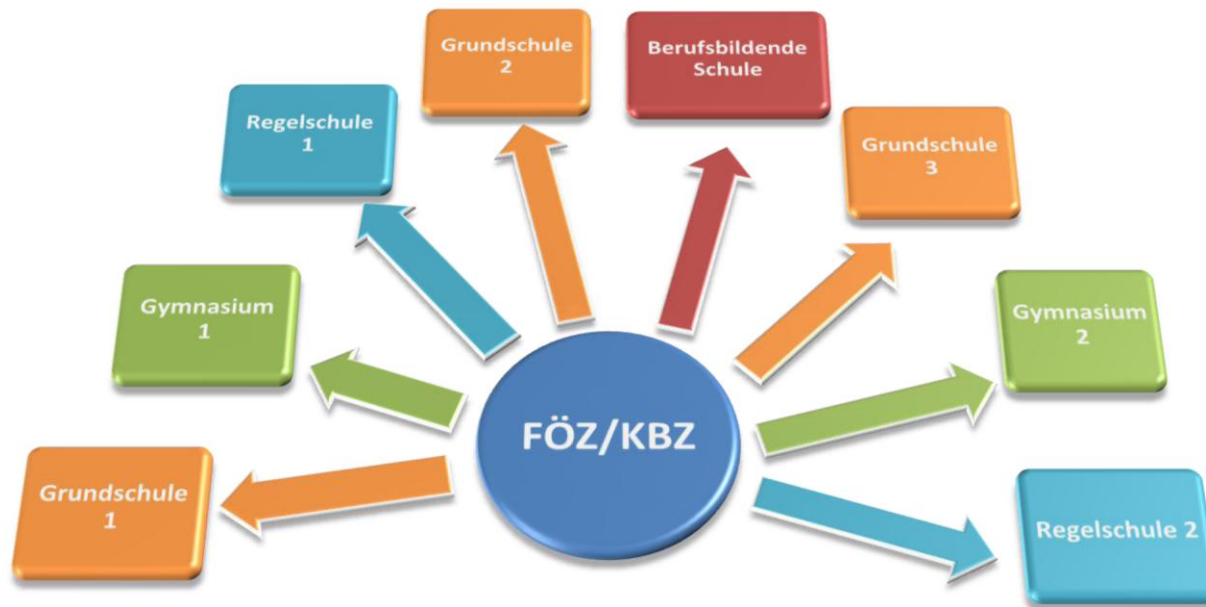 Grundschule
2
Berufsbildende
Schule
Regelschule
1
Grundschule
3
Gymnasium
1
Gymnasium
2
FÖZ/KBZ
Grundschule
1
Regelschule 2